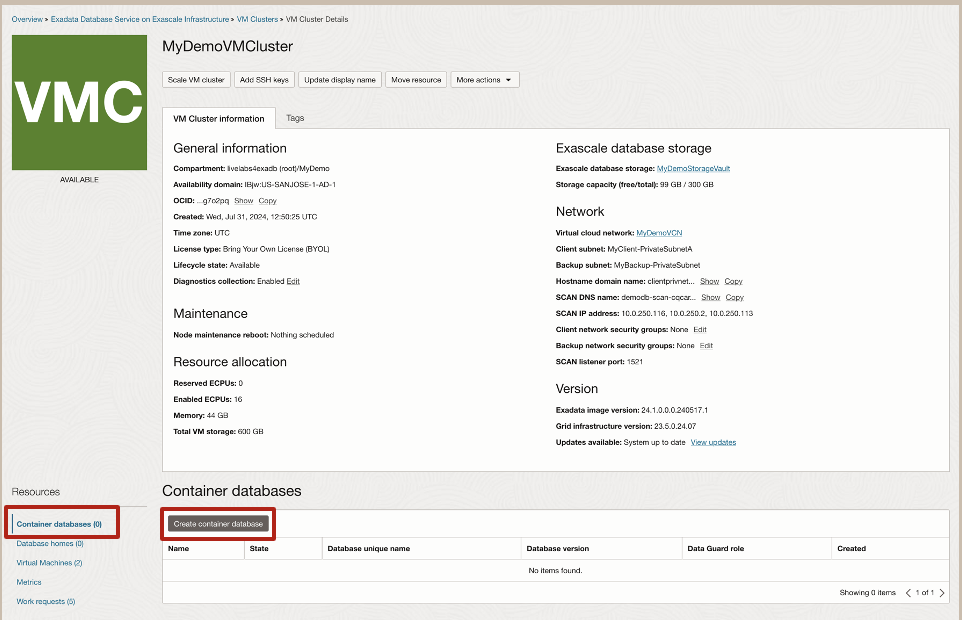 Overview » Exadata Database Service on Exascale Infrastructure » VM Clusters » VM Cluster Details
VMC
AVAILABLE
MyDemoVMCluster
Scale VM cluster Add SSH keys Update display name Move resource More actions
VM Cluster information Tags
General information
Compartment: livelabs4exadb (root)/MyDemo
Availability domain: IBjw:US-SANJOSE-1-AD-1
OCID: ...g7o2pq Show Copy
Created: Wed, Jul 31, 2024, 12:50:25 UTC
Time zone: UTC
License type: Bring Your Own License (BYOL)
Lifecycle state: Available
Diagnostics collection: Enabled Edit
Maintenance
Node maintenance reboot: Nothing scheduled
Resource allocation
Reserved ECPUs: 0
Enabled ECPUs: 16
Memory: 44 GB
Total VM storage: 600 GB
Exascale database storage
Exascale database storage: MyDemoStorageVault
Storage capacity (free/total): 99 GB / 300 GB
Network
Virtual cloud network: MyDemoVCN
Client subnet: MyClient-PrivateSubnetA
Backup subnet: MyBackup-PrivateSubnet
Hostname domain name: clientprivnet... Show Copy
SCAN DNS name: demodb-scan-oqcar... Show Copy
SCAN IP address: 10.0.250.116, 10.0.250.2, 10.0.250.113
Client network security groups: None Edit
Backup network security groups: None Edit
SCAN listener port: 1521
Version
Exadata image version: 24.1.0.0.0.240517.1
Grid infrastructure version: 23.5.0.24.07
Updates available: System up to date View updates
Resources
Container databases (0)
Database homes (0)
Virtual Machines (2)
Metrics
Work requests (5)
Container databases
Create container database
Name State Database unique name Database version Data Guard role Created
No items found.
Showing 0 items < 1 of 1 >